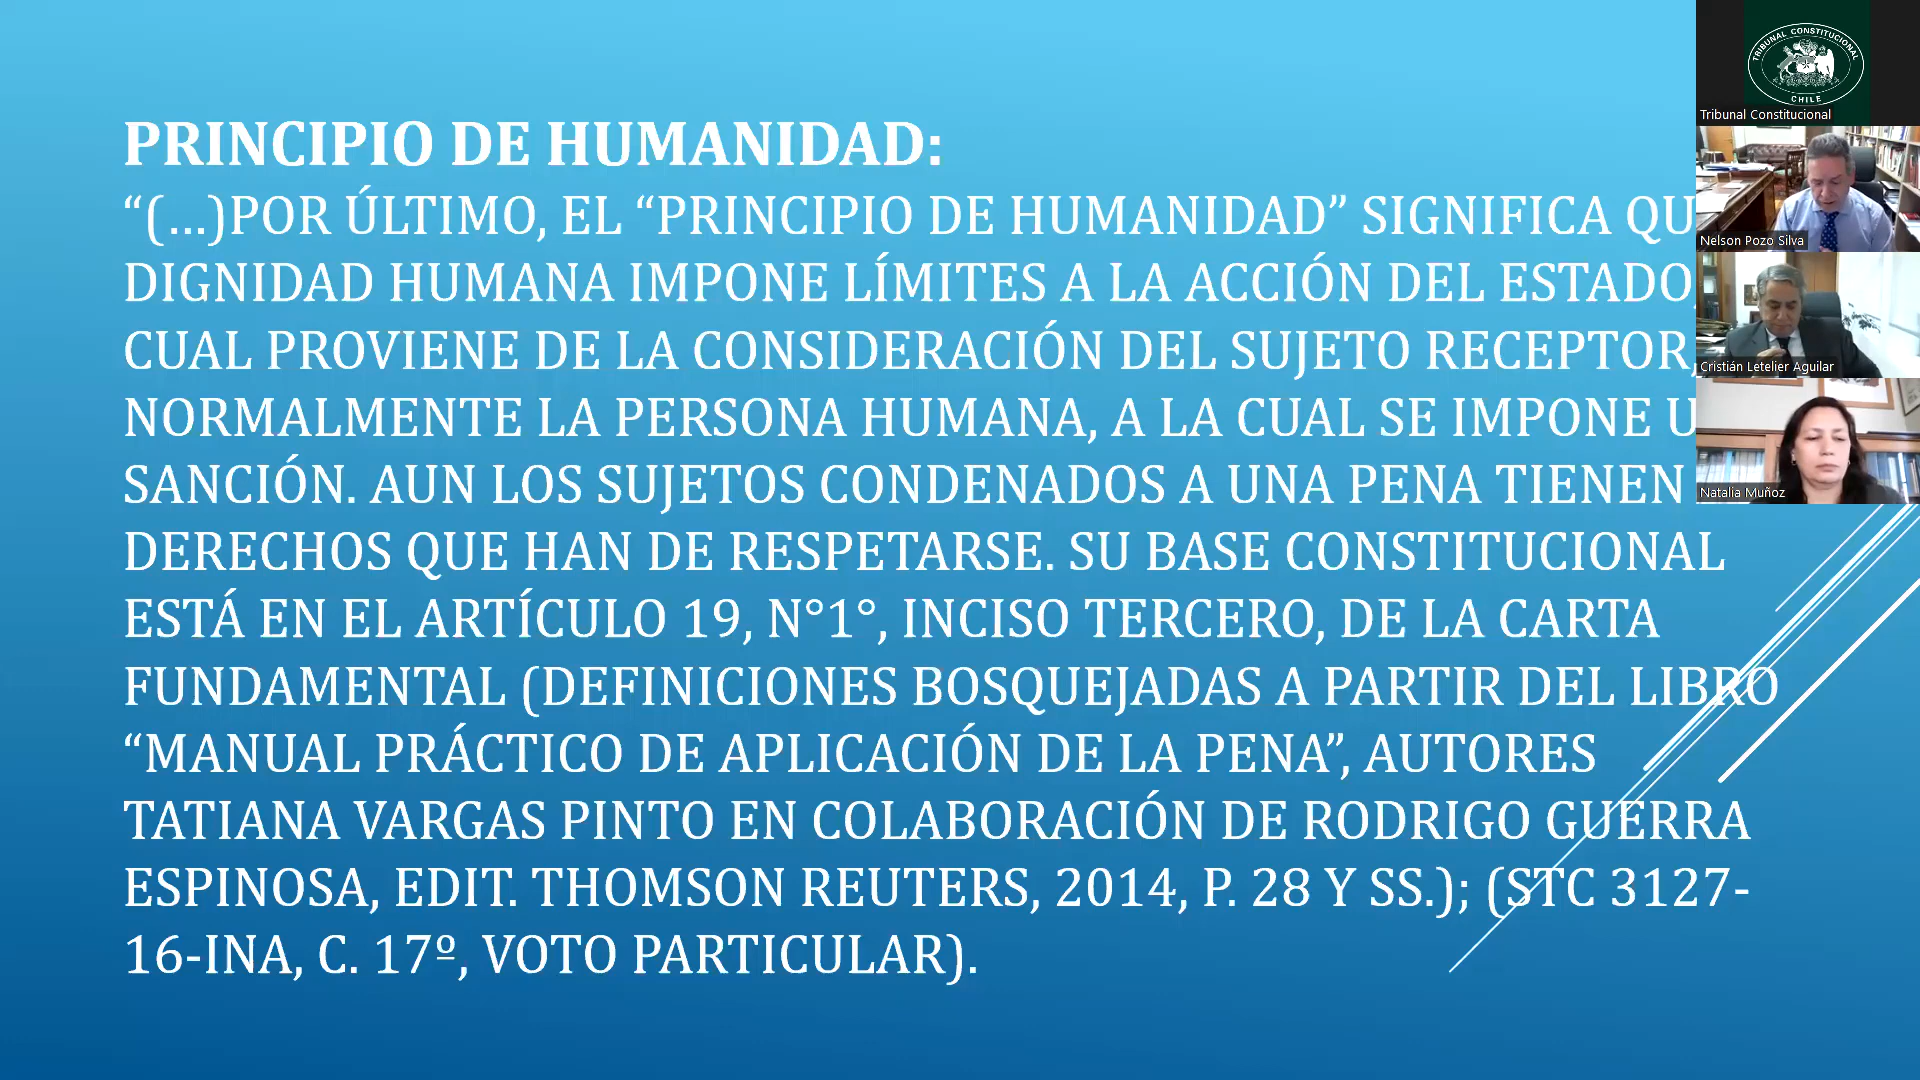 PRINCIPIO DE HUMANIDAD:
“(…)POR ÚLTIMO, EL “PRINCIPIO DE HUMANIDAD” SIGNIFICA QU
DIGNIDAD HUMANA IMPONE LÍMITES A LA ACCIÓN DEL ESTADO,
CUAL PROVIENE DE LA CONSIDERACIÓN DEL SUJETO RECEPTOR,
NORMALMENTE LA PERSONA HUMANA, A LA CUAL SE IMPONE U
SANCIÓN. AUN LOS SUJETOS CONDENADOS A UNA PENA TIENEN
DERECHOS QUE HAN DE RESPETARSE. SU BASE CONSTITUCIONAL
ESTÁ EN EL ARTÍCULO 19, N°1°, INCISO TERCERO, DE LA CARTA
FUNDAMENTAL (DEFINICIONES BOSQUEJADAS A PARTIR DEL LIBRO
“MANUAL PRÁCTICO DE APLICACIÓN DE LA PENA”, AUTORES
TATIANA VARGAS PINTO EN COLABORACIÓN DE RODRIGO GUERRA
ESPINOSA, EDIT. THOMSON REUTERS, 2014, P. 28 Y SS.); (STC 3127-
16-INA, C. 17º, VOTO PARTICULAR).
TRIBUNAL CONSTITUCIONAL
CHILE
Tribunal Constitucional
Nelson Pozo Silva
Cristián Letelier Aguilar
Natalia Muñoz